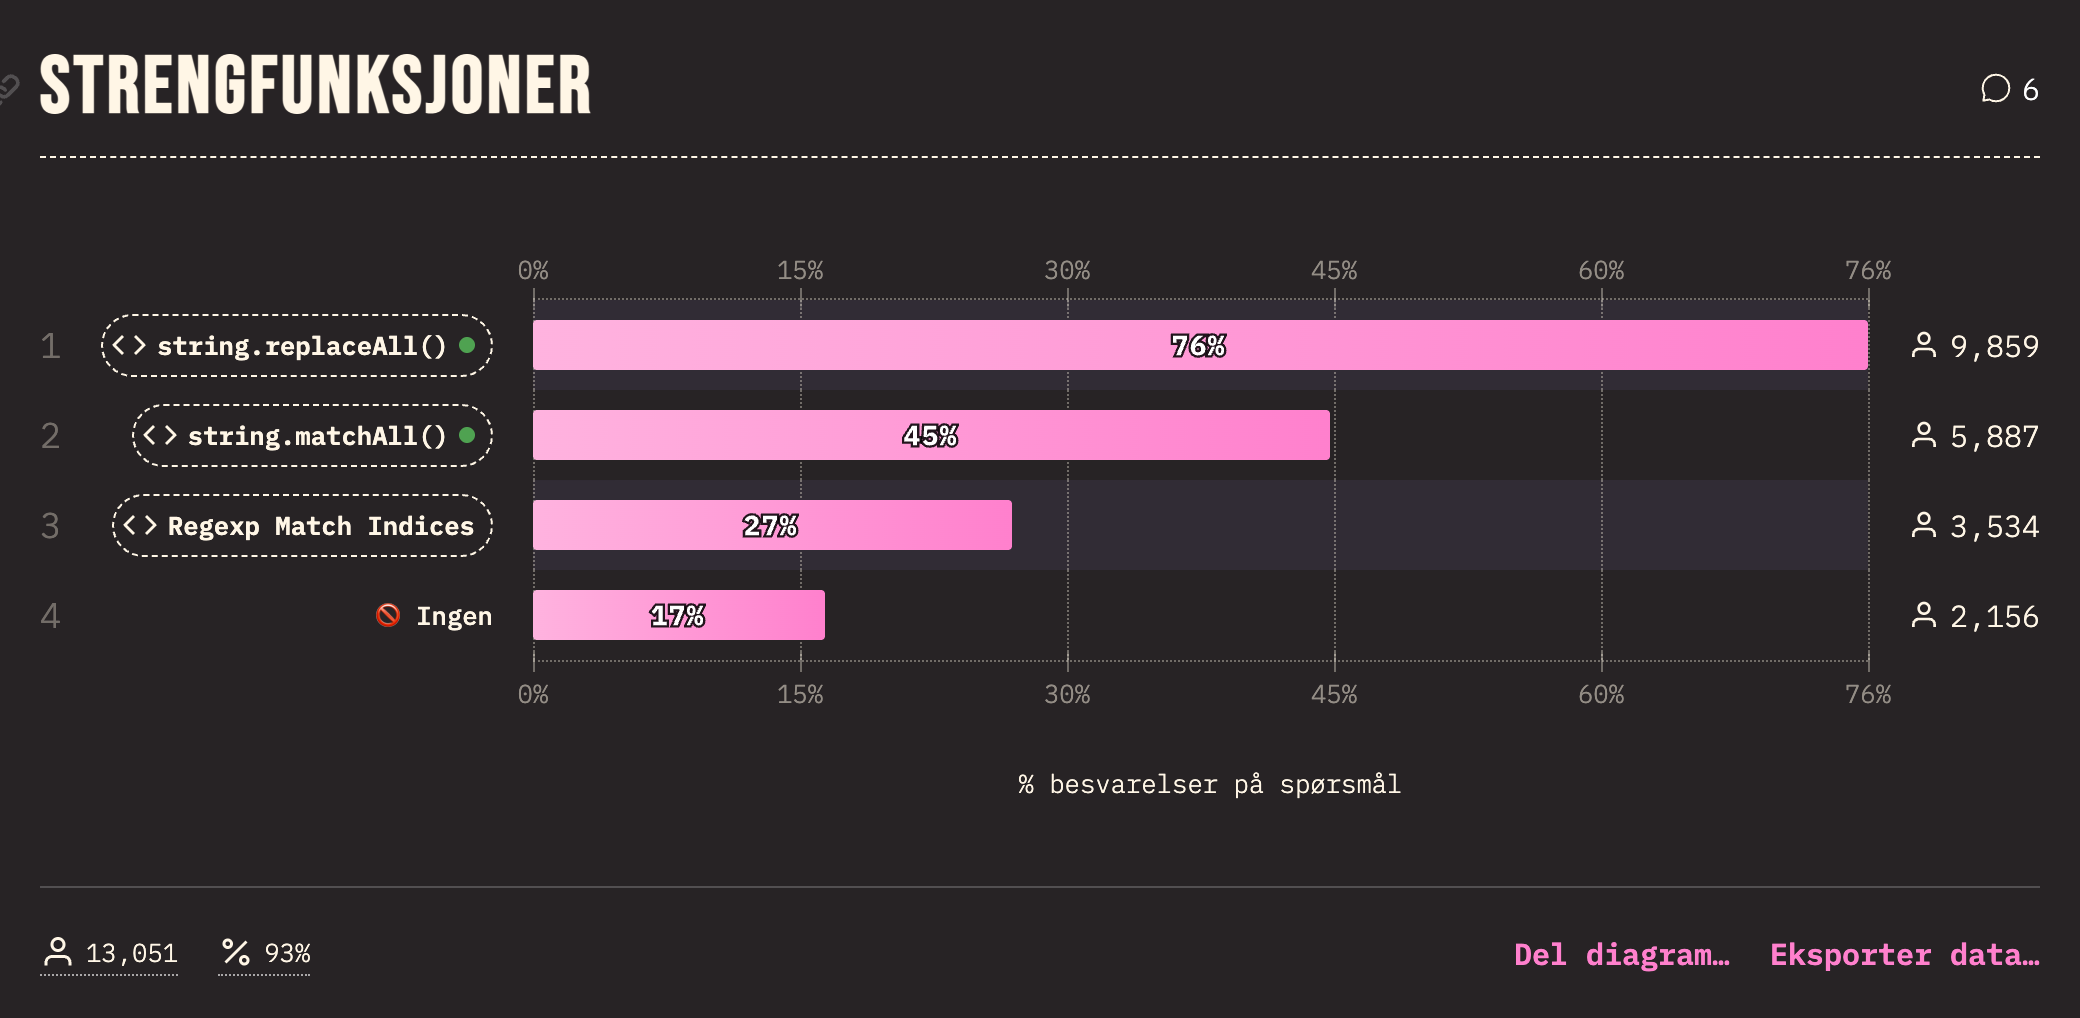 STRENGFUNKSJONER
6
0% 15% 30% 45% 60% 76%
1 <> string.replaceAll() 76% 9,859
2 <> string.matchAll() 45% 5,887
3 <> Regexp Match Indices 27% 3,534
4 Ingen 17% 2,156
0% 15% 30% 45% 60% 76%
% besvarelser på spørsmål
13,051 % 93% Del diagram… Eksporter data…